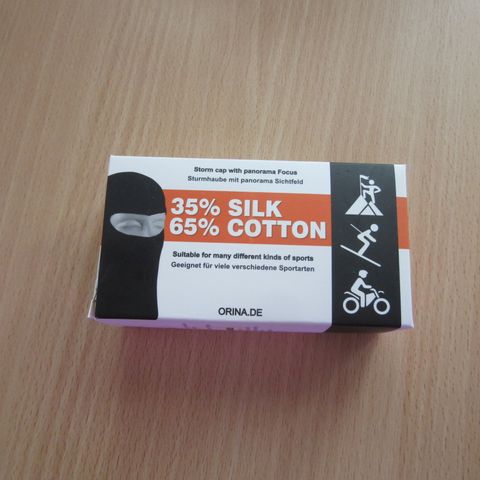 Storm cap with panorama Focus
Sturmhaube mit panorama Sichtfeld
35% SILK
65% COTTON
Suitable for many different kinds of sports
Geeignet für viele verschiedene Sportarten
ORINA.DE